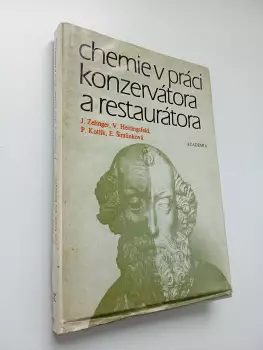 chemie v práci
konzervátora
a restaurátora
J. Zelinger, V. Heidingsfeld,
P. Kotlík, E. Šimůnková
ACADEMIA